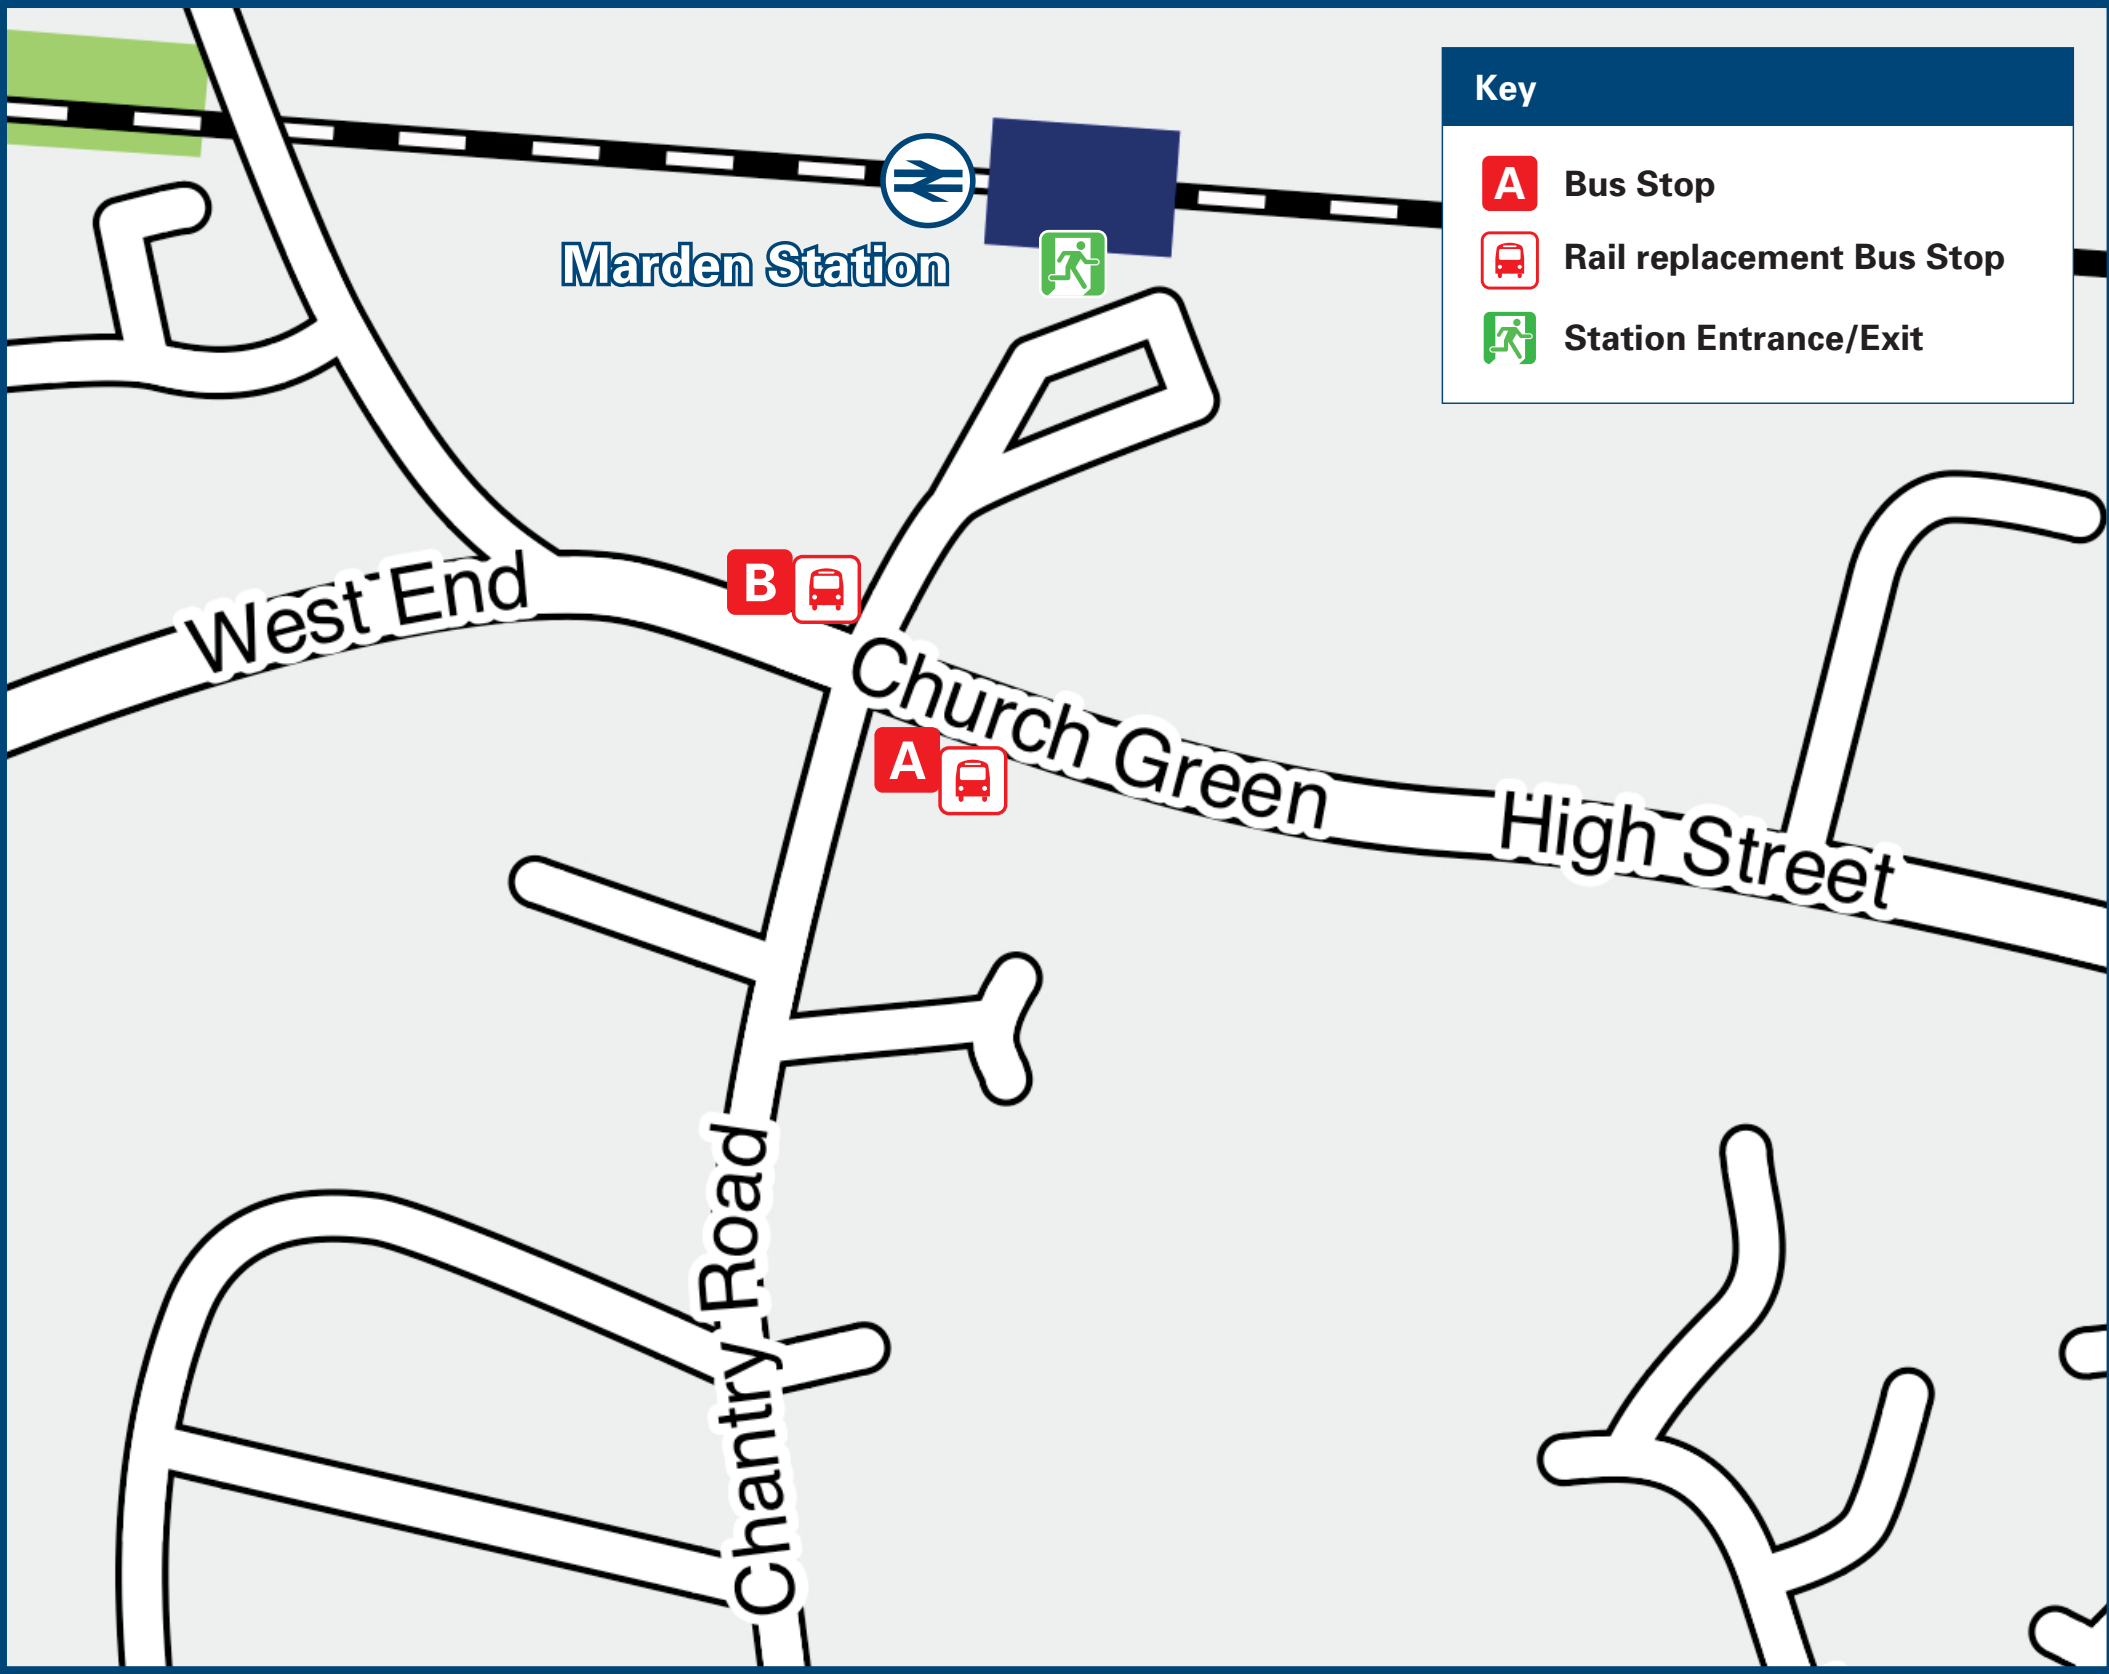 Key
A Bus Stop
Rail replacement Bus Stop
Station Entrance/Exit
Marden Station
West End
B
Church Green
A
High Street
Chantry Road